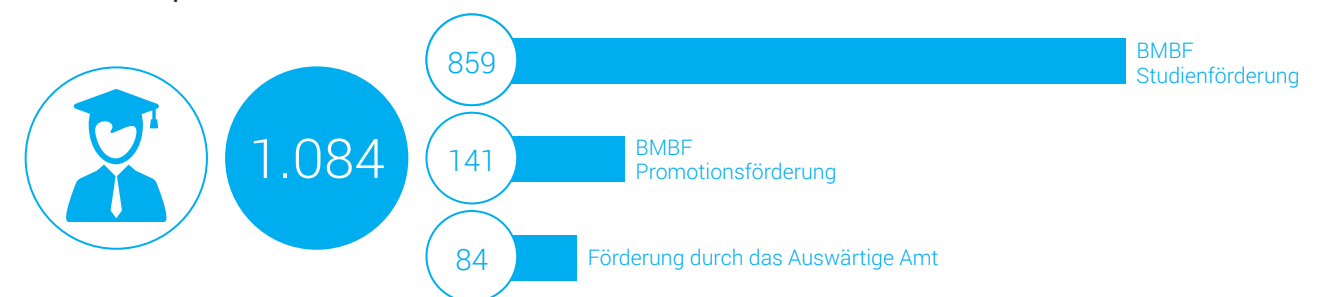 1.084
859
BMBF
Studienförderung
141
BMBF
Promotionsförderung
84
Förderung durch das Auswärtige Amt